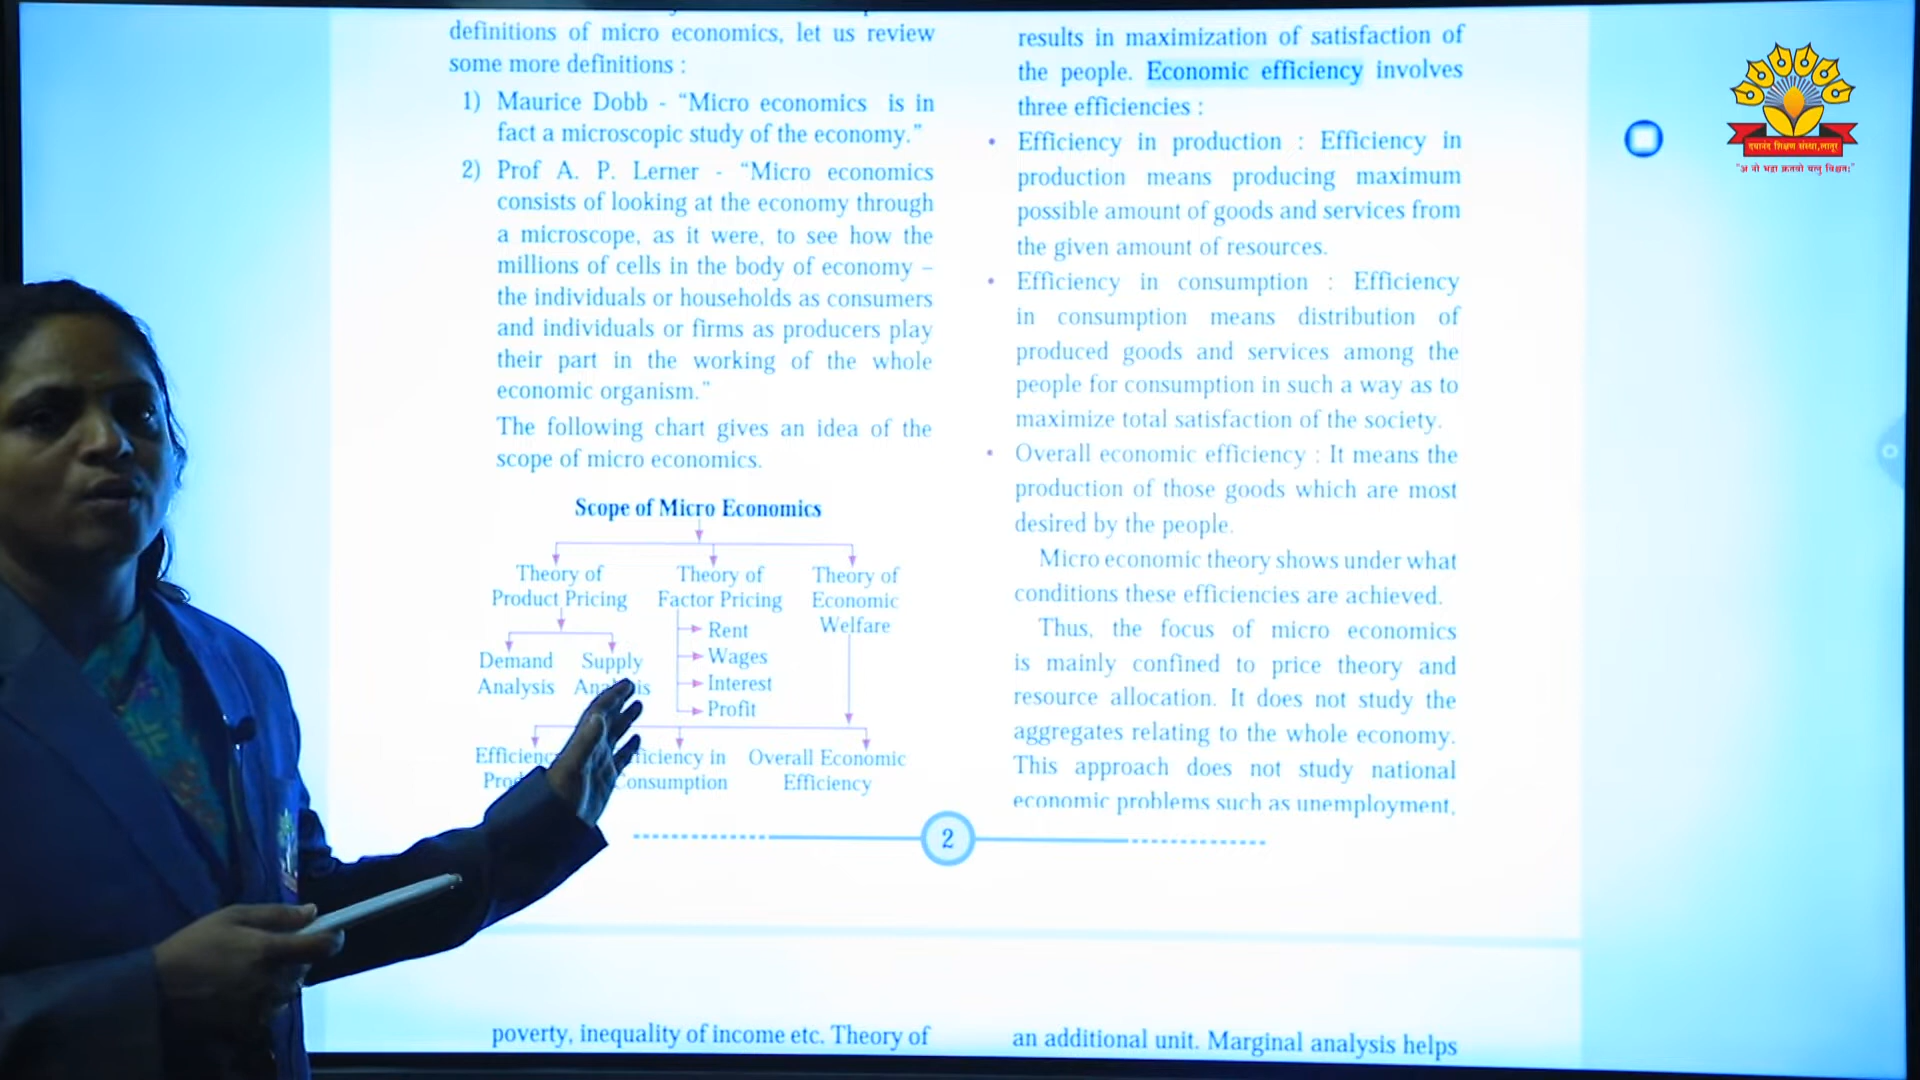 definitions of micro economics, let us review
some more definitions :
1) Maurice Dobb - “Micro economics is in
fact a microscopic study of the economy.”
2) Prof A. P. Lerner - “Micro economics
consists of looking at the economy through
a microscope, as it were, to see how the
millions of cells in the body of economy –
the individuals or households as consumers
and individuals or firms as producers play
their part in the working of the whole
economic organism.”
The following chart gives an idea of the
scope of micro economics.
Scope of Micro Economics
Theory of
Product Pricing
Theory of
Factor Pricing
Theory of
Economic
Welfare
Demand
Analysis
Supply
Rent
Wages
Interest
Profit
in
Consumption
Overall Economic
Efficiency
results in maximization of satisfaction of
the people. Economic efficiency involves
three efficiencies :
• Efficiency in production : Efficiency in
production means producing maximum
possible amount of goods and services from
the given amount of resources.
• Efficiency in consumption : Efficiency
in consumption means distribution of
produced goods and services among the
people for consumption in such a way as to
maximize total satisfaction of the society.
• Overall economic efficiency : It means the
production of those goods which are most
desired by the people.
Micro economic theory shows under what
conditions these efficiencies are achieved.
Thus, the focus of micro economics
is mainly confined to price theory and
resource allocation. It does not study the
aggregates relating to the whole economy.
This approach does not study national
economic problems such as unemployment,
2
poverty, inequality of income etc. Theory of
an additional unit. Marginal analysis helps
दयानंद शिक्षण संस्था, लातूर